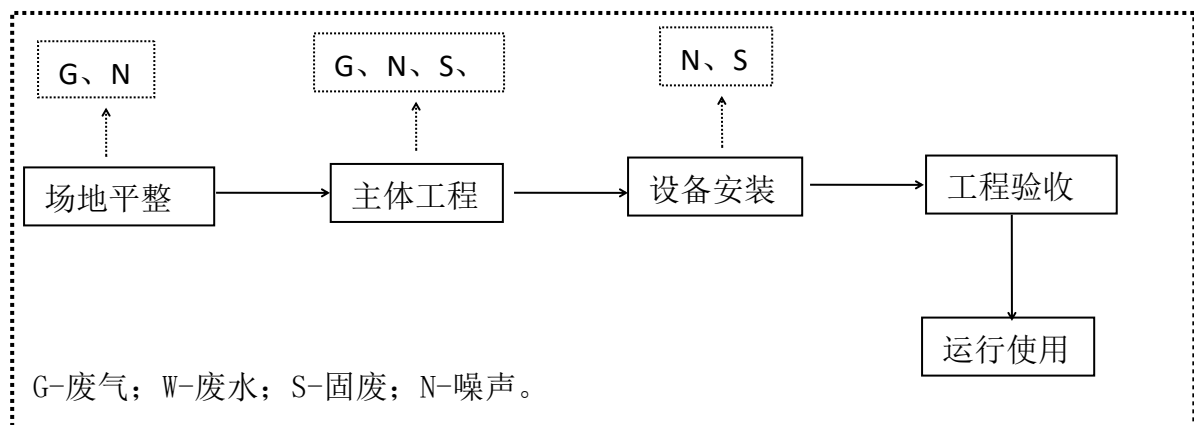 G、N
G、N、S、
N、S
场地平整
主体工程
设备安装
工程验收
运行使用
G-废气；W-废水；S-固废；N-噪声。